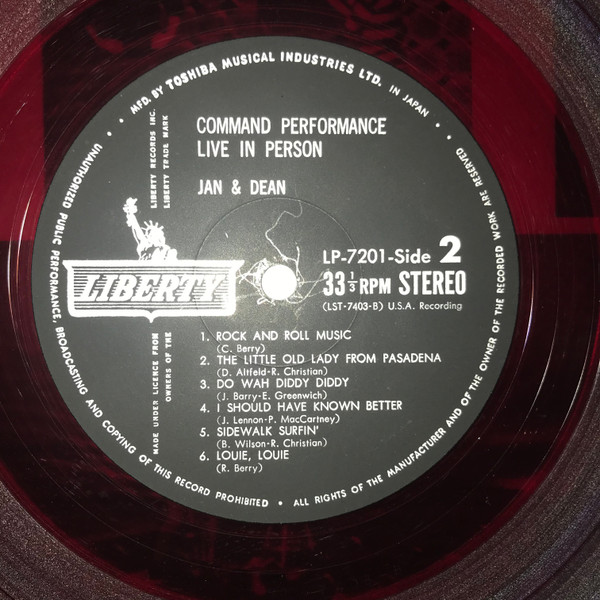 • • MFD. BY TOSHIBA MUSICAL INDUSTRIES LTD. IN JAPAN • •
LIBERTY RECORDS INC.
LIBERTY TRADE MARK
COMMAND PERFORMANCE
LIVE IN PERSON
JAN & DEAN
LIBERTY
LP-7201-Side 2
33 1/3 RPM STEREO
(LST-7403-B) U.S.A. Recording
1. ROCK AND ROLL MUSIC
(C. Berry)
2. THE LITTLE OLD LADY FROM PASADENA
(D. Altfeld-R. Christian)
3. DO WAH DIDDY DIDDY
(J. Barry-E. Greenwich)
4. I SHOULD HAVE KNOWN BETTER
(J. Lennon-P. MacCartney)
5. SIDEWALK SURFIN'
(B. Wilson-R. Christian)
6. LOUIE, LOUIE
(R. Berry)
MADE UNDER LICENCE FROM
OWNERS OF THE
UNAUTHORIZED PUBLIC PERFORMANCE, BROADCASTING AND COPYING OF THIS RECORD PROHIBITED • ALL RIGHTS OF THE MANUFACTURER AND OF THE OWNER OF THE RECORDED WORK ARE RESERVED